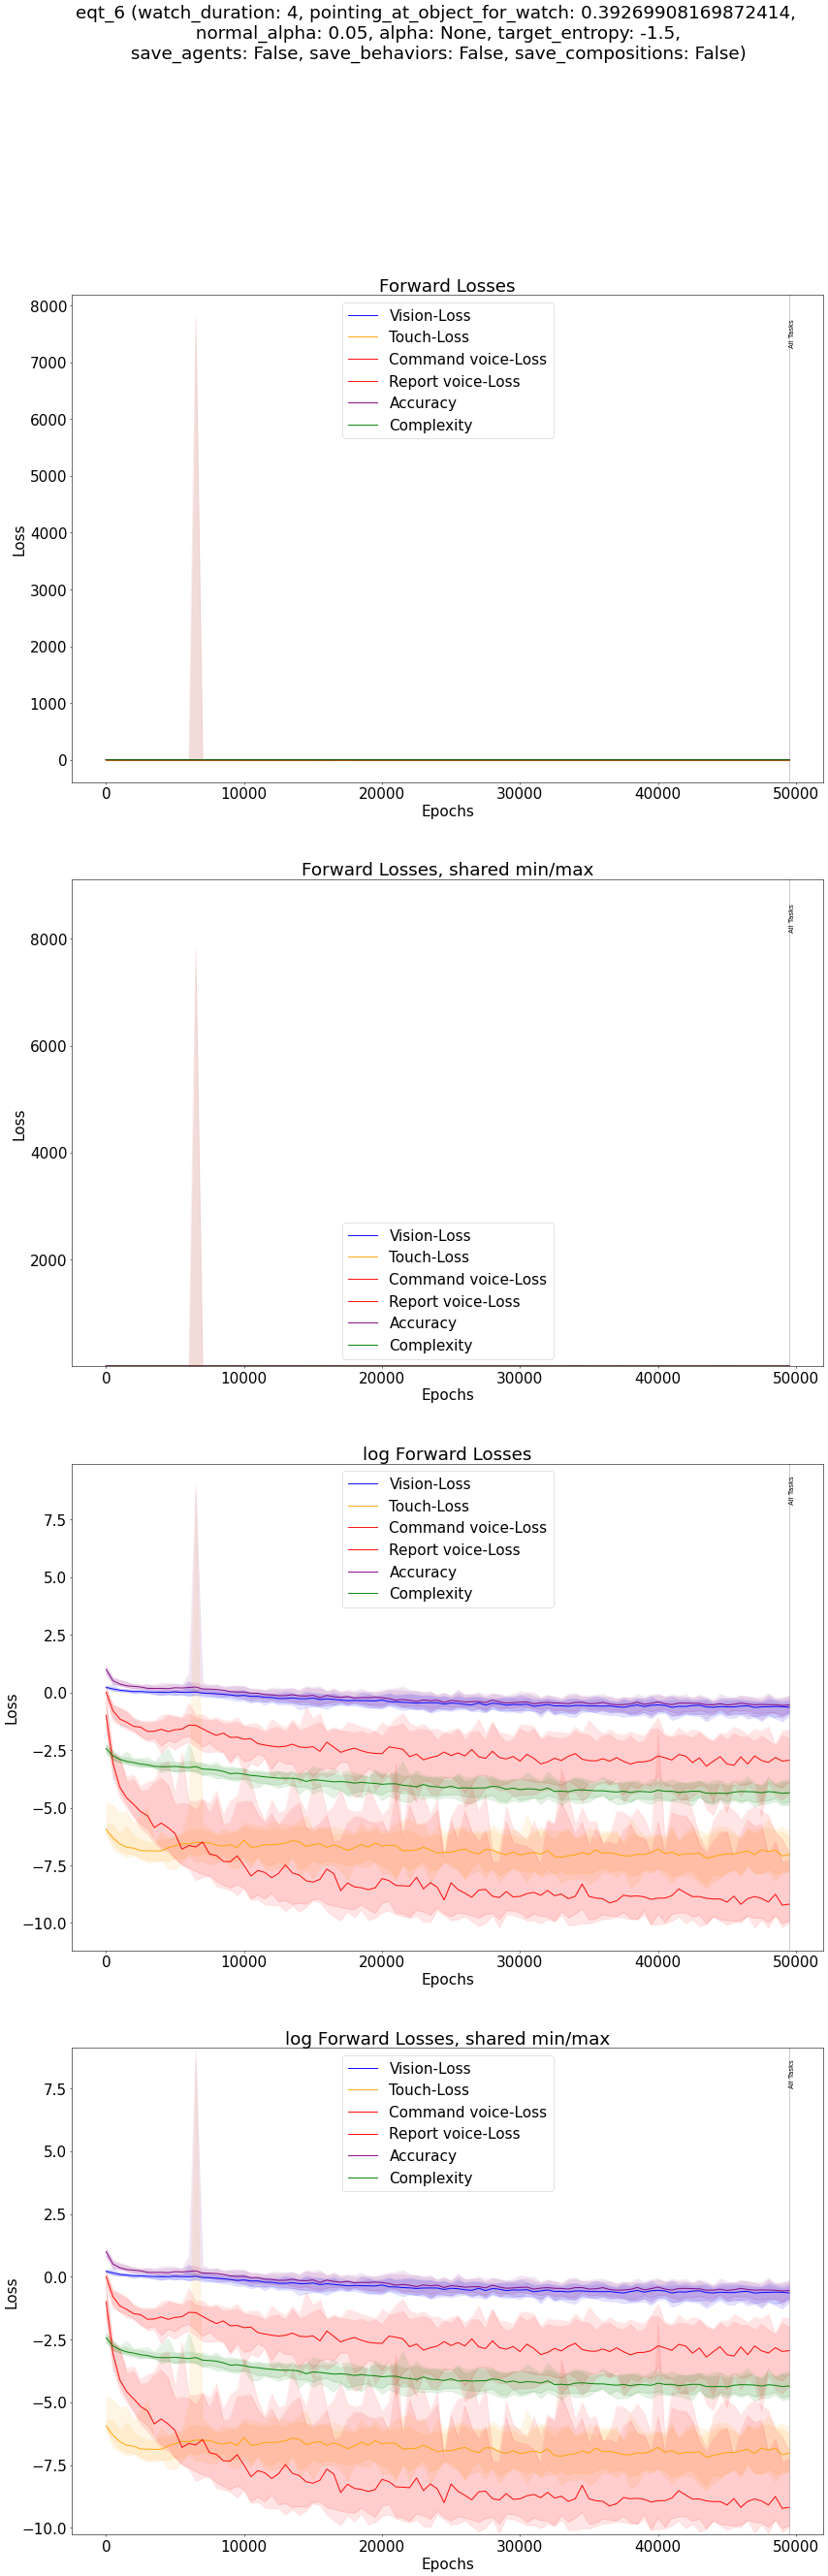 eqt_6 (watch_duration: 4, pointing_at_object_for_watch: 0.39269908169872414,
normal_alpha: 0.05, alpha: None, target_entropy: -1.5,
save_agents: False, save_behaviors: False, save_compositions: False)
Forward Losses
Vision-Loss
Touch-Loss
Command voice-Loss
Report voice-Loss
Accuracy
Complexity
All Tasks
8000
7000
6000
5000
4000
3000
2000
1000
0
Loss
0 10000 20000 30000 40000 50000
Epochs
Forward Losses, shared min/max
All Tasks
8000
6000
4000
2000
Loss
Vision-Loss
Touch-Loss
Command voice-Loss
Report voice-Loss
Accuracy
Complexity
0 10000 20000 30000 40000 50000
Epochs
log Forward Losses
Vision-Loss
Touch-Loss
Command voice-Loss
Report voice-Loss
Accuracy
Complexity
All Tasks
7.5
5.0
2.5
0.0
−2.5
−5.0
−7.5
−10.0
Loss
0 10000 20000 30000 40000 50000
Epochs
log Forward Losses, shared min/max
Vision-Loss
Touch-Loss
Command voice-Loss
Report voice-Loss
Accuracy
Complexity
All Tasks
7.5
5.0
2.5
0.0
−2.5
−5.0
−7.5
−10.0
Loss
0 10000 20000 30000 40000 50000
Epochs